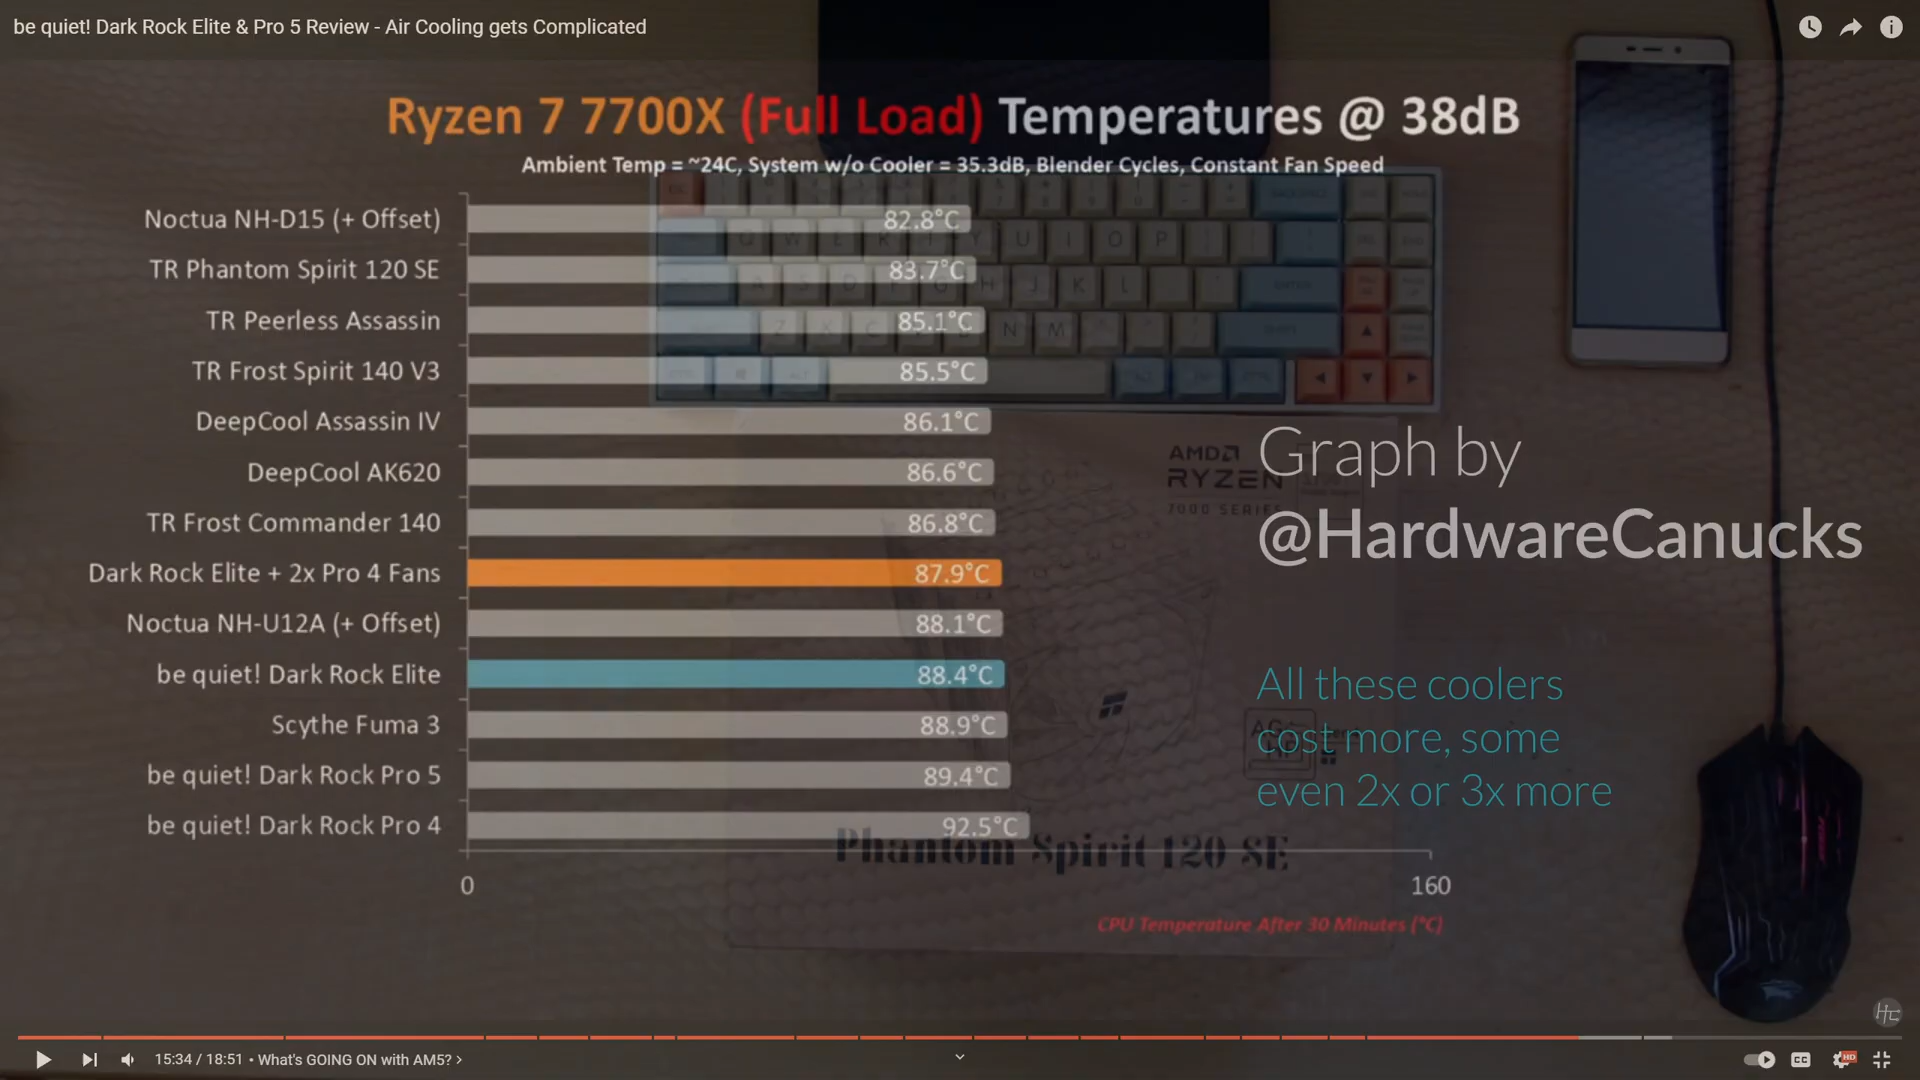 be quiet! Dark Rock Elite & Pro 5 Review - Air Cooling gets Complicated
Ryzen 7 7700X (Full Load) Temperatures @ 38dB
Ambient Temp = ~24C, System w/o Cooler = 35.3dB, Blender Cycles, Constant Fan Speed
Noctua NH-D15 (+ Offset) 82.8°C
TR Phantom Spirit 120 SE 83.7°C
TR Peerless Assassin 85.1°C
TR Frost Spirit 140 V3 85.5°C
DeepCool Assassin IV 86.1°C
DeepCool AK620 86.6°C
TR Frost Commander 140 86.8°C
Dark Rock Elite + 2x Pro 4 Fans 87.9°C
Noctua NH-U12A (+ Offset) 88.1°C
be quiet! Dark Rock Elite 88.4°C
Scythe Fuma 3 88.9°C
be quiet! Dark Rock Pro 5 89.4°C
be quiet! Dark Rock Pro 4 92.5°C
0 160
CPU Temperature After 30 Minutes (°C)
Graph by
@HardwareCanucks
All these coolers
cost more, some
even 2x or 3x more
AMD
RYZEN
7000 SERIES
Phantom Spirit 120 SE
15:34 / 18:51 • What's GOING ON with AM5? >
CC
HD